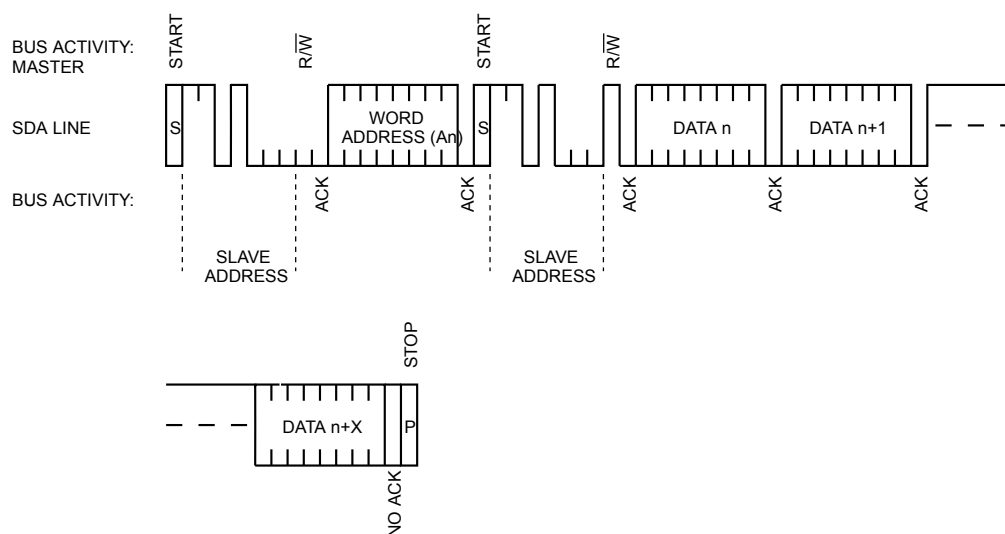 BUS ACTIVITY:
MASTER
START
R/W
START
R/W
SDA LINE
S
WORD
ADDRESS (An)
S
DATA n
DATA n+1
BUS ACTIVITY:
ACK
ACK
ACK
ACK
ACK
SLAVE
ADDRESS
SLAVE
ADDRESS
STOP
DATA n+X
P
NO ACK